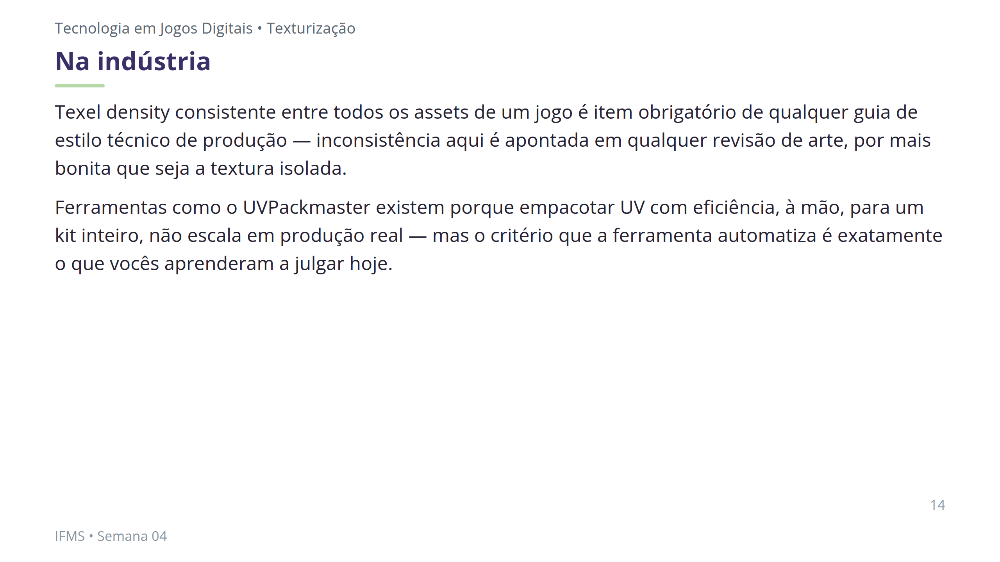 Tecnologia em Jogos Digitais • Texturização
Na indústria
Texel density consistente entre todos os assets de um jogo é item obrigatório de qualquer guia de
estilo técnico de produção — inconsistência aqui é apontada em qualquer revisão de arte, por mais
bonita que seja a textura isolada.
Ferramentas como o UVPackmaster existem porque empacotar UV com eficiência, à mão, para um
kit inteiro, não escala em produção real — mas o critério que a ferramenta automatiza é exatamente
o que vocês aprenderam a julgar hoje.
14
IFMS • Semana 04